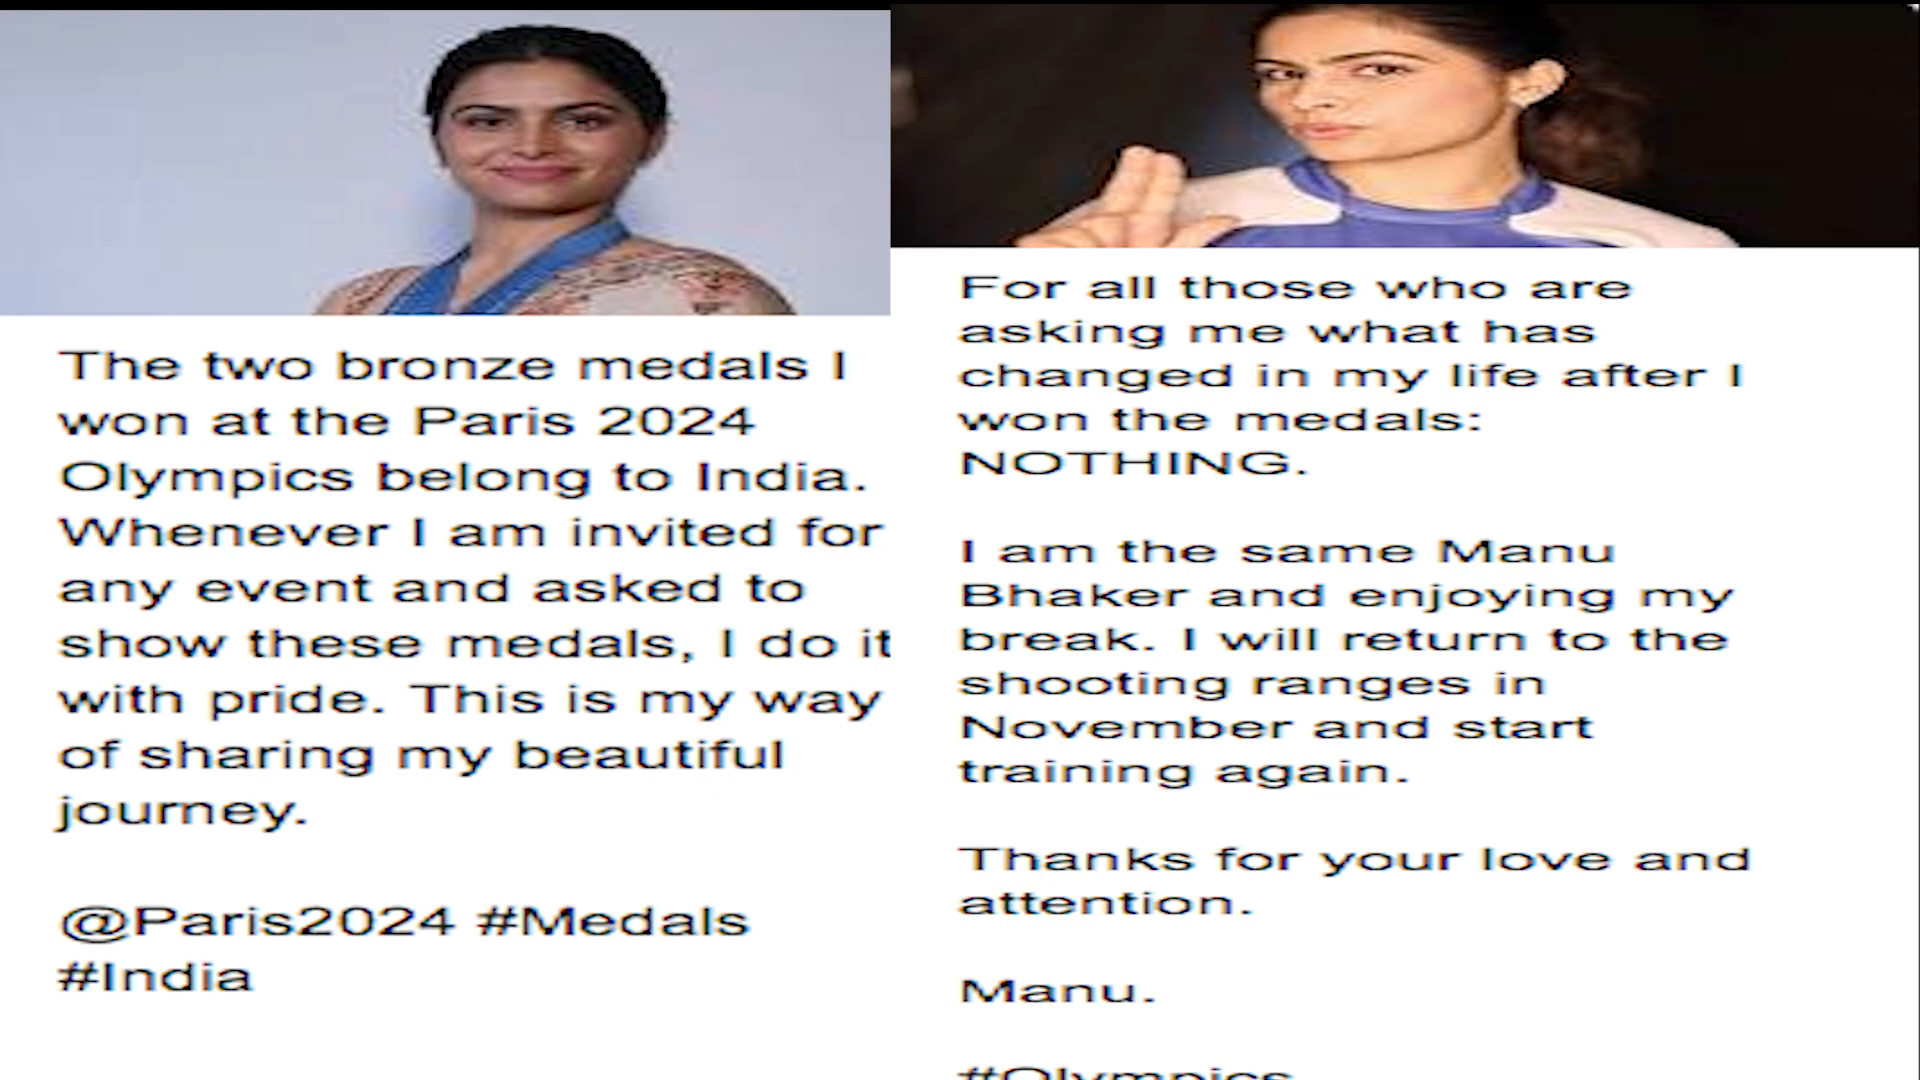 The two bronze medals I
won at the Paris 2024
Olympics belong to India.
Whenever I am invited for
any event and asked to
show these medals, I do it
with pride. This is my way
of sharing my beautiful
journey.
@Paris2024 #Medals
#India
For all those who are
asking me what has
changed in my life after I
won the medals:
NOTHING.
I am the same Manu
Bhaker and enjoying my
break. I will return to the
shooting ranges in
November and start
training again.
Thanks for your love and
attention.
Manu.
#Olympics